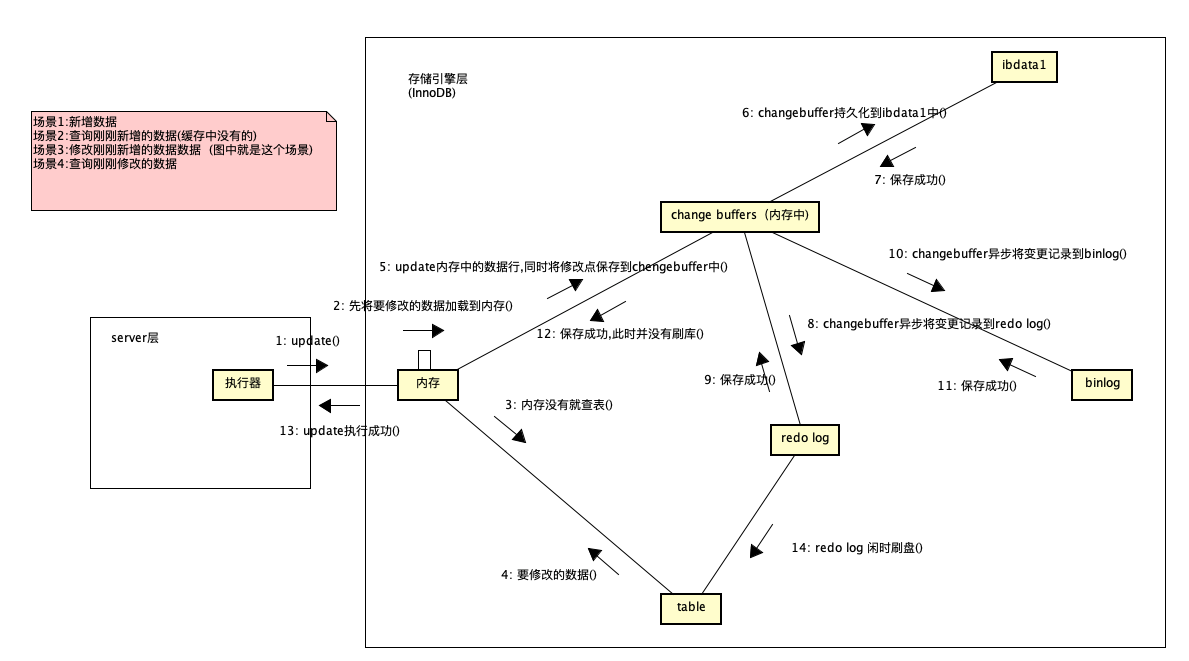 ibdata1
存储引擎层
(InnoDB)
6: changebuffer持久化到ibdata1中()
场景1:新增数据
场景2:查询刚刚新增的数据(缓存中没有的)
场景3:修改刚刚新增的数据数据（图中就是这个场景)
场景4:查询刚刚修改的数据
7: 保存成功()
change buffers（内存中)
10: changebuffer异步将变更记录到binlog()
5: update内存中的数据行,同时将修改点保存到chengebuffer中()
2: 先将要修改的数据加载到内存()
8: changebuffer异步将变更记录到redo log()
12: 保存成功,此时并没有刷库()
server层
1: update()
执行器
内存
9: 保存成功()
11: 保存成功()
binlog
3: 内存没有就查表()
13: update执行成功()
redo log
14: redo log 闲时刷盘()
4: 要修改的数据()
table